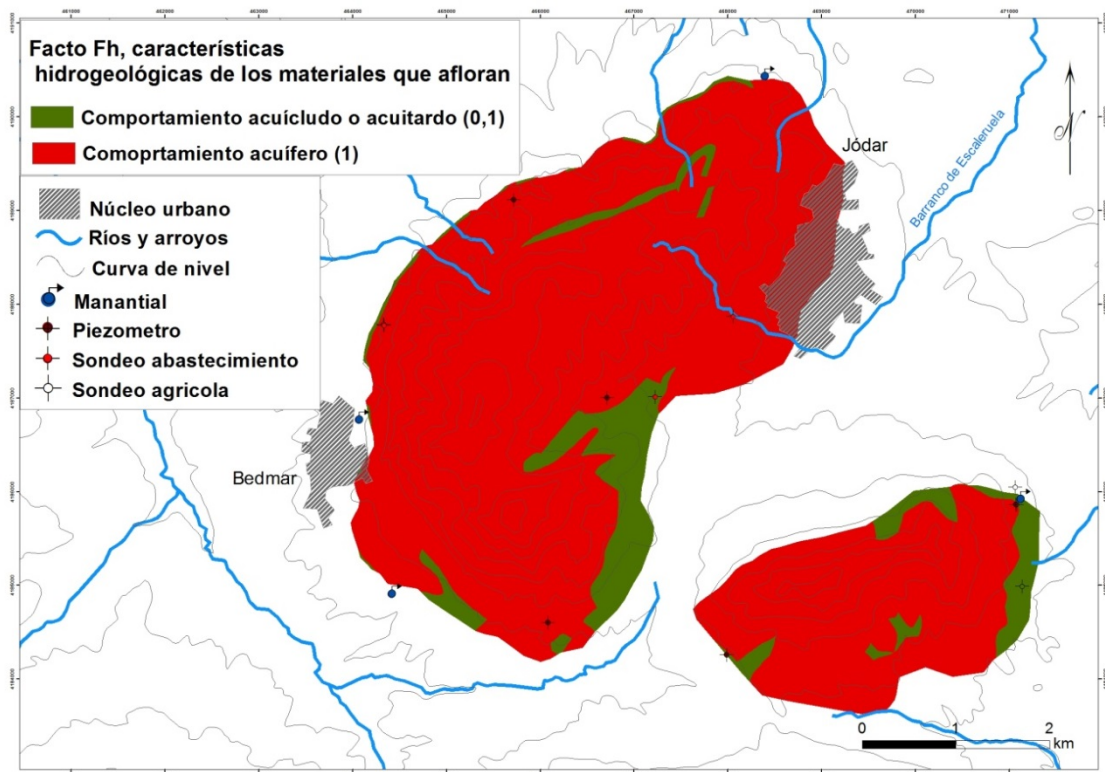 Facto Fh, características
hidrogeológicas de los materiales que afloran
Comportamiento acuícludo o acuitardo (0,1)
Comoprtamiento acuífero (1)
Núcleo urbano
Ríos y arroyos
Curva de nivel
Manantial
Piezometro
Sondeo abastecimiento
Sondeo agricola
Jódar
Barranco de Escaleruela
N
Bedmar
0 1 2
km